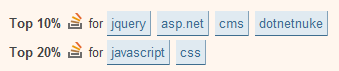 Top 10% for jquery asp.net cms dotnetnuke
Top 20% for javascript css